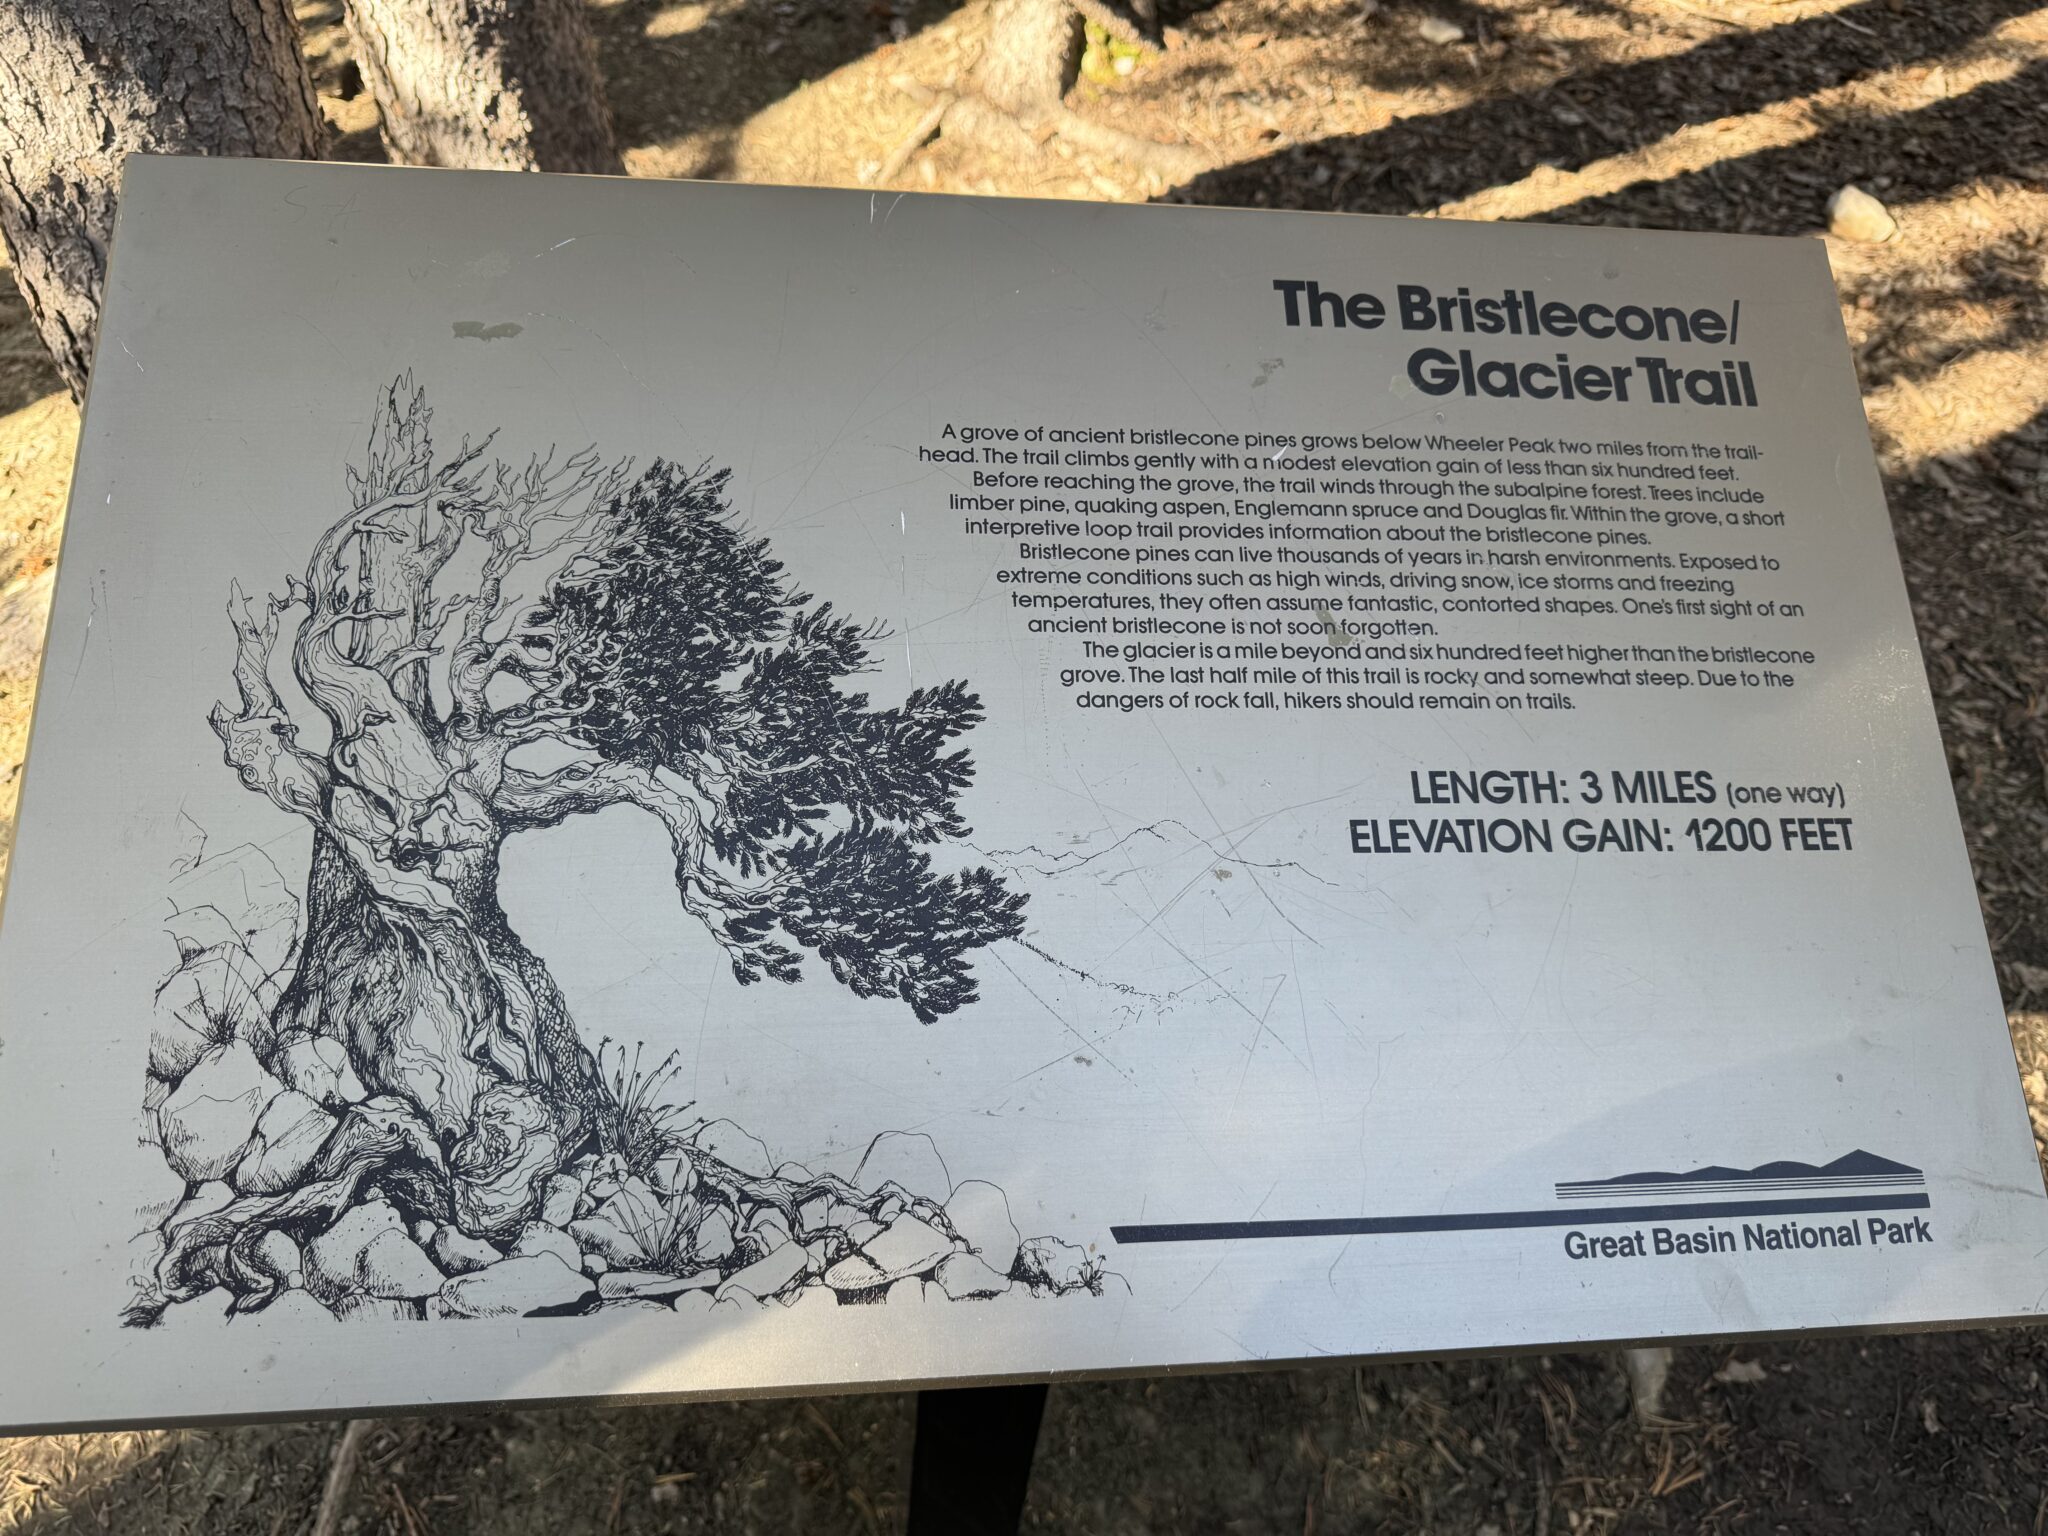 The Bristlecone/
Glacier Trail
A grove of ancient bristlecone pines grows below Wheeler Peak two miles from the trail-
head. The trail climbs gently with a modest elevation gain of less than six hundred feet.
Before reaching the grove, the trail winds through the subalpine forest. Trees include
limber pine, quaking aspen, Englemann spruce and Douglas fir. Within the grove, a short
interpretive loop trail provides information about the bristlecone pines.
Bristlecone pines can live thousands of years in harsh environments. Exposed to
extreme conditions such as high winds, driving snow, ice storms and freezing
temperatures, they often assume fantastic, contorted shapes. One's first sight of an
ancient bristlecone is not soon forgotten.
The glacier is a mile beyond and six hundred feet higher than the bristlecone
grove. The last half mile of this trail is rocky and somewhat steep. Due to the
dangers of rock fall, hikers should remain on trails.
LENGTH: 3 MILES (one way)
ELEVATION GAIN: 1200 FEET
Great Basin National Park